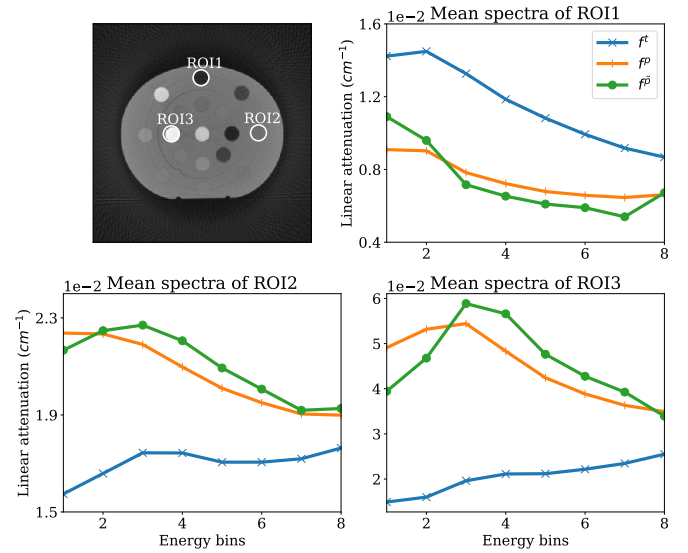 ROI1
ROI3
ROI2
Mean spectra of ROI1
1e−2
Linear attenuation (cm⁻¹)
1.6
1.2
0.8
0.4
2 4 6 8
fᵗ
fᵖ
f^p̃
1e−2 Mean spectra of ROI2
Linear attenuation (cm⁻¹)
2.3
1.9
1.5
2 4 6 8
Energy bins
1e−2 Mean spectra of ROI3
6
5
4
3
2
2 4 6 8
Energy bins